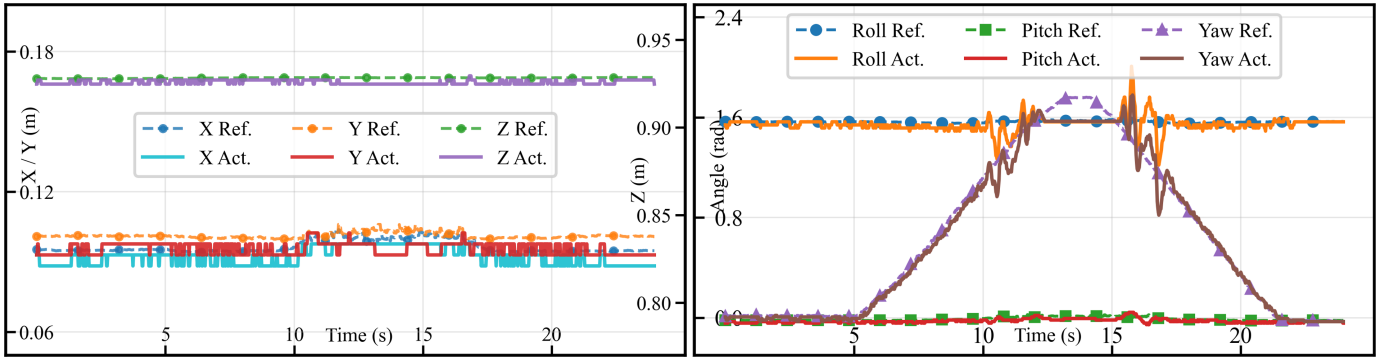 0.18
0.12
0.06
X / Y (m)
X Ref.
Y Ref.
Z Ref.
X Act.
Y Act.
Z Act.
0.95
0.90
0.85
0.80
Z (m)
5
10
15
20
Time (s)
2.4
1.6
0.8
0.0
Angle (rad)
Roll Ref.
Pitch Ref.
Yaw Ref.
Roll Act.
Pitch Act.
Yaw Act.
5
10
15
20
Time (s)